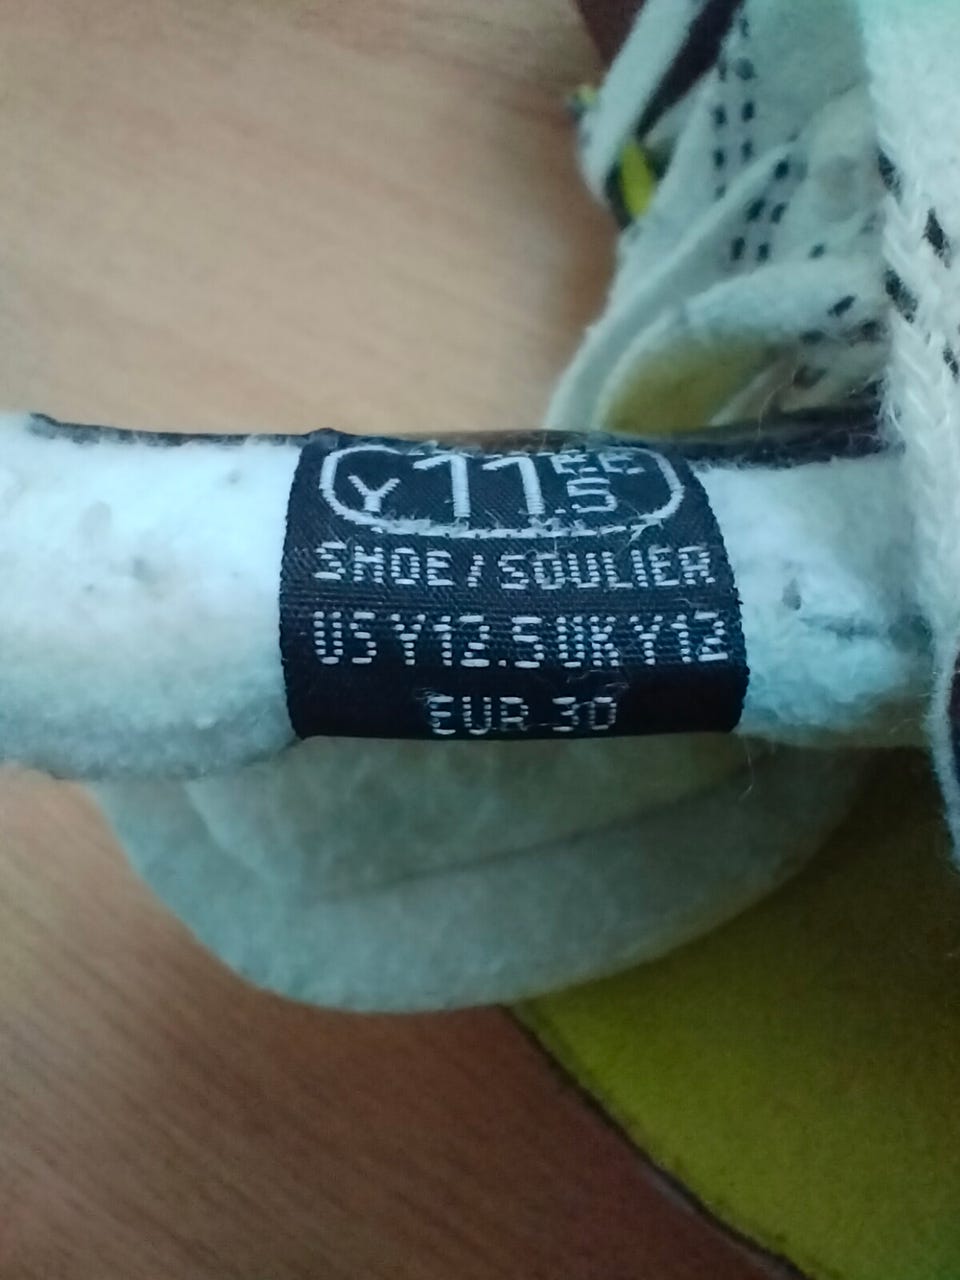 Y 11.5 EE
SHOE/SOULIER
US Y12.5 UK Y12
EUR 30